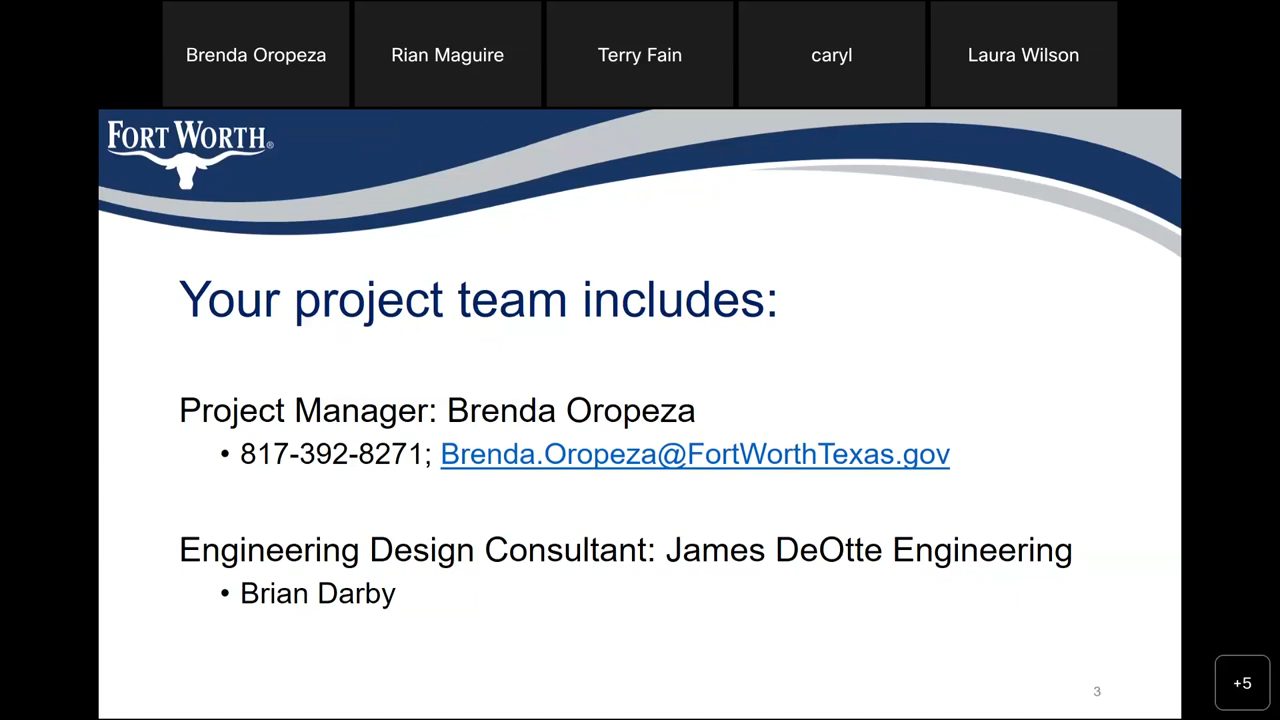 Brenda Oropeza
Rian Maguire
Terry Fain
caryl
Laura Wilson
FORT WORTH®
Your project team includes:
Project Manager: Brenda Oropeza
• 817-392-8271; Brenda.Oropeza@FortWorthTexas.gov
Engineering Design Consultant: James DeOtte Engineering
• Brian Darby
3
+5